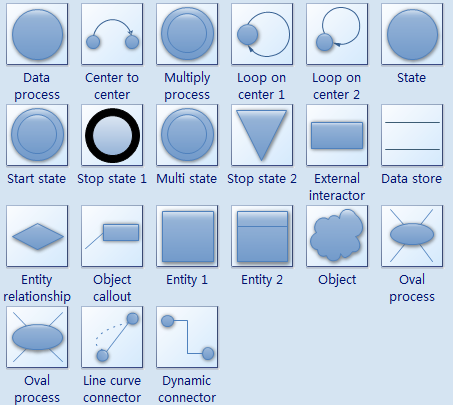 Data process
Center to center
Multiply process
Loop on center 1
Loop on center 2
State
Start state
Stop state 1
Multi state
Stop state 2
External interactor
Data store
Entity relationship
Object callout
Entity 1
Entity 2
Object
Oval process
Oval process
Line curve connector
Dynamic connector